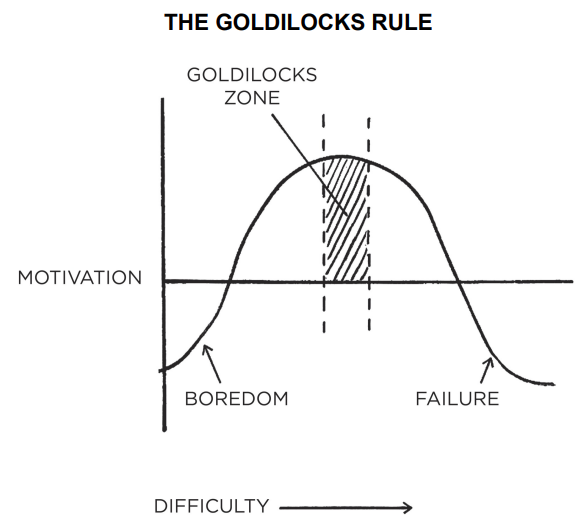 THE GOLDILOCKS RULE
GOLDILOCKS
ZONE
MOTIVATION
BOREDOM
FAILURE
DIFFICULTY